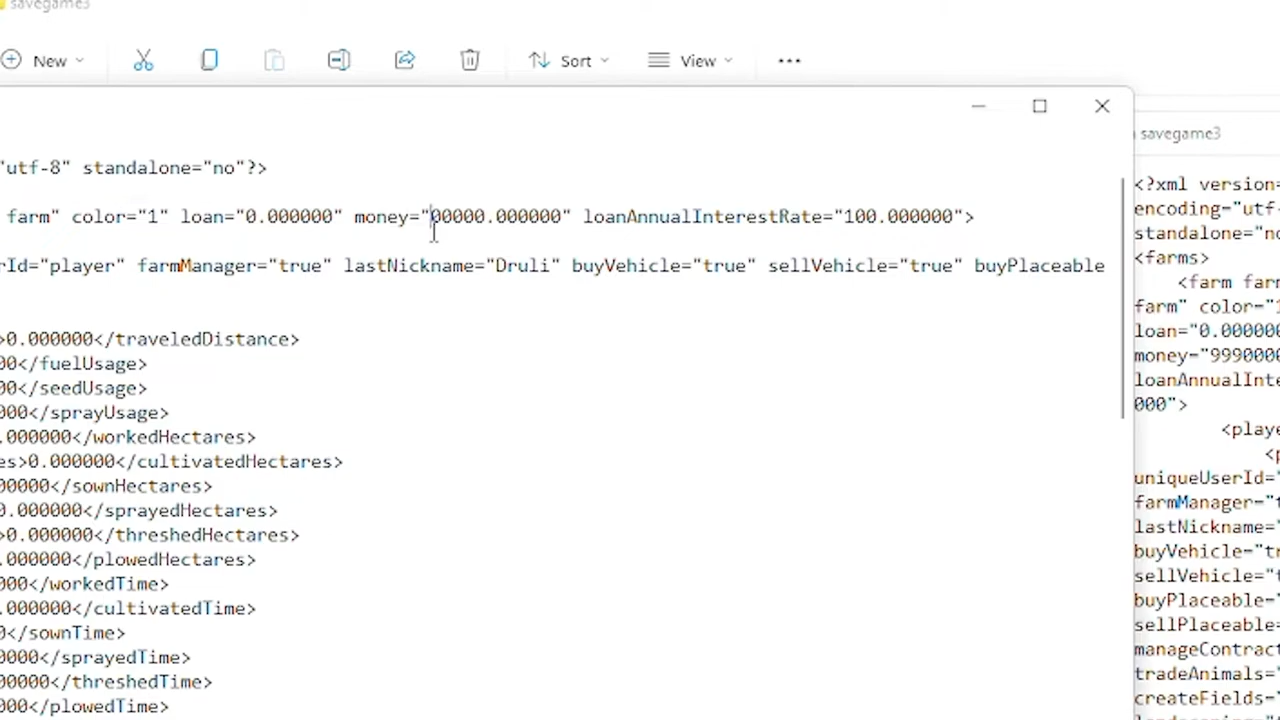 savegame3
New
Sort
View
"utf-8" standalone="no"?>
farm" color="1" loan="0.000000" money="00000.000000" loanAnnualInterestRate="100.000000">
rId="player" farmManager="true" lastNickname="Druli" buyVehicle="true" sellVehicle="true" buyPlaceable
>0.000000</traveledDistance>
00</fuelUsage>
00</seedUsage>
000</sprayUsage>
.000000</workedHectares>
es>0.000000</cultivatedHectares>
00000</sownHectares>
0.000000</sprayedHectares>
>0.000000</threshedHectares>
.000000</plowedHectares>
000</workedTime>
.000000</cultivatedTime>
0</sownTime>
0000</sprayedTime>
00000</threshedTime>
000</plowedTime>
savegame3
<?xml version=
encoding="utf-
standalone="no
<farms>
<farm farm
farm" color="1
loan="0.000000
money="9990000
loanAnnualInte
000">
<playe
<p
uniqueUserId="
farmManager="t
lastNickname="
buyVehicle="tr
sellVehicle="t
buyPlaceable="
sellPlaceable=
manageContract
tradeAnimals="
createFields="